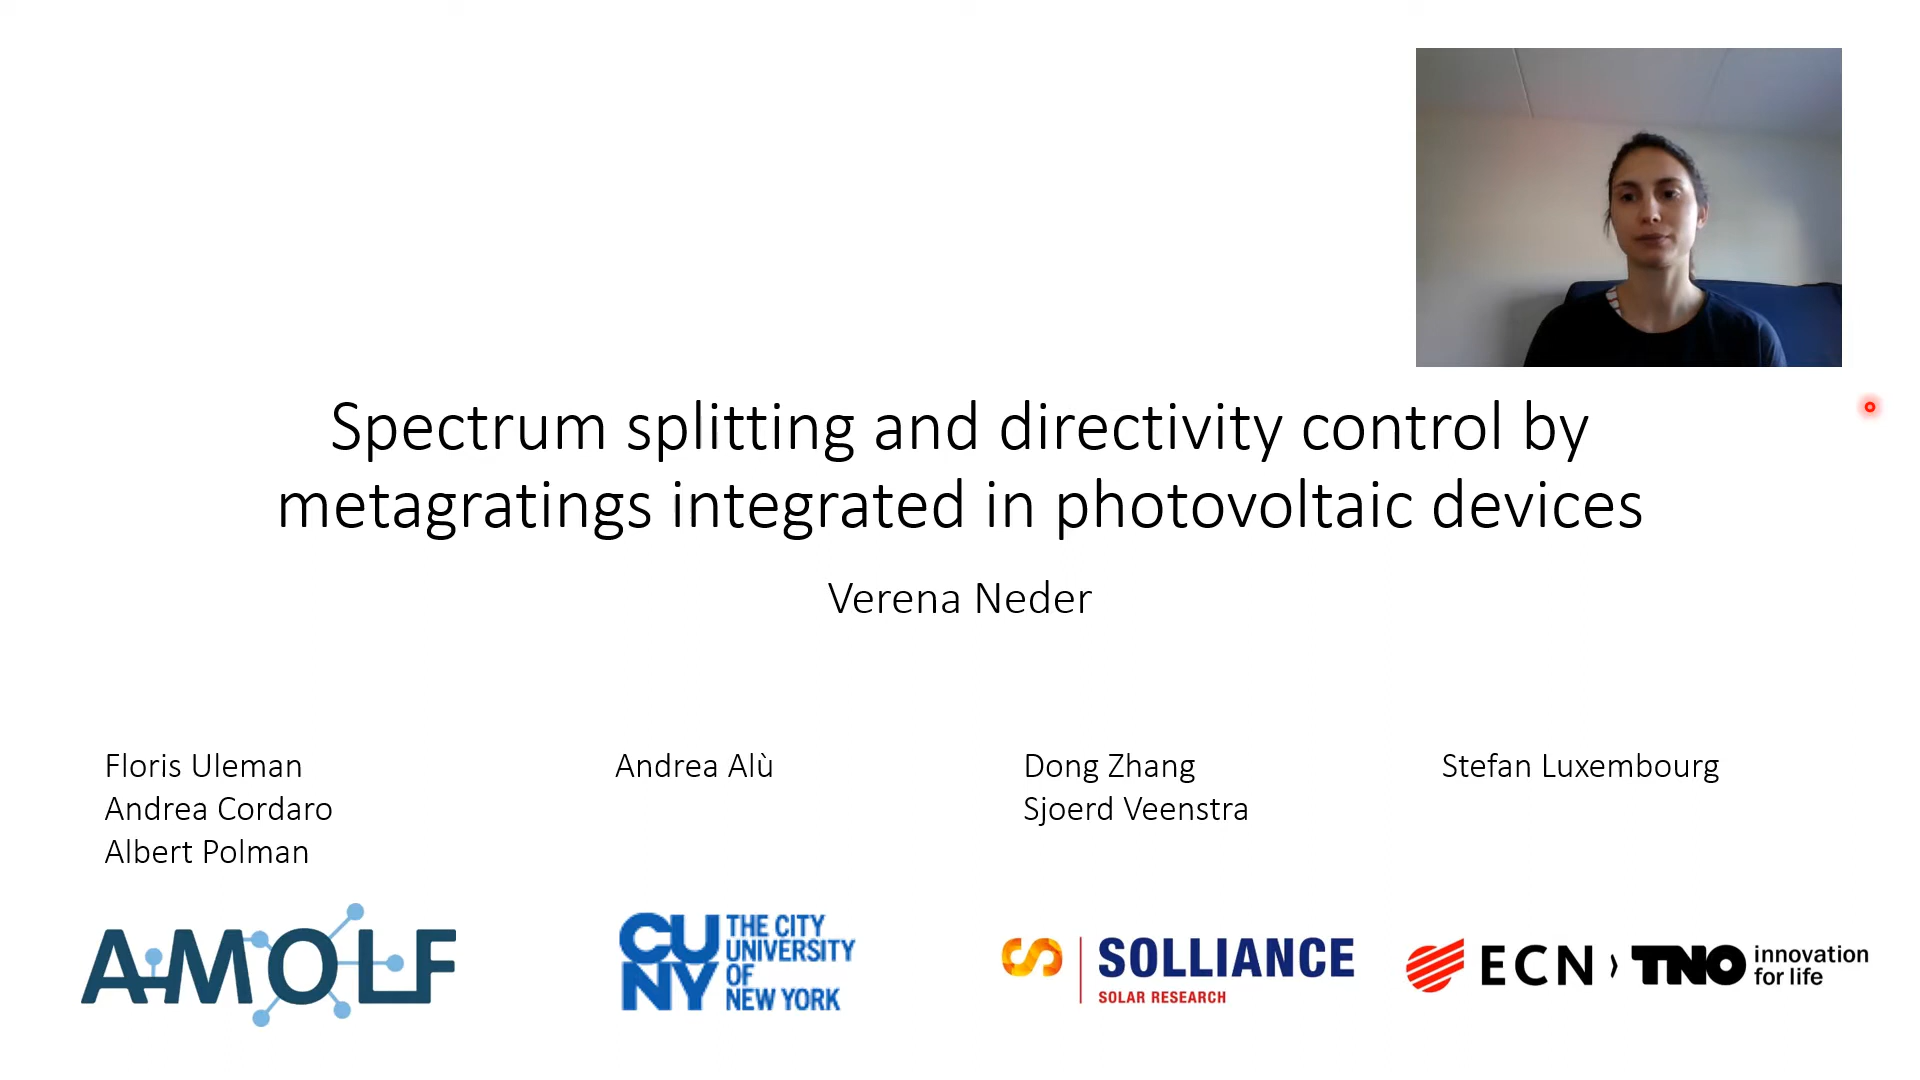 Spectrum splitting and directivity control by
metagratings integrated in photovoltaic devices
Verena Neder
Floris Uleman
Andrea Cordaro
Albert Polman
Andrea Alù
Dong Zhang
Sjoerd Veenstra
Stefan Luxembourg
AMOLF
CU
NY
THE CITY
UNIVERSITY
OF
NEW YORK
SOLLIANCE
SOLAR RESEARCH
ECN > TNO innovation
for life